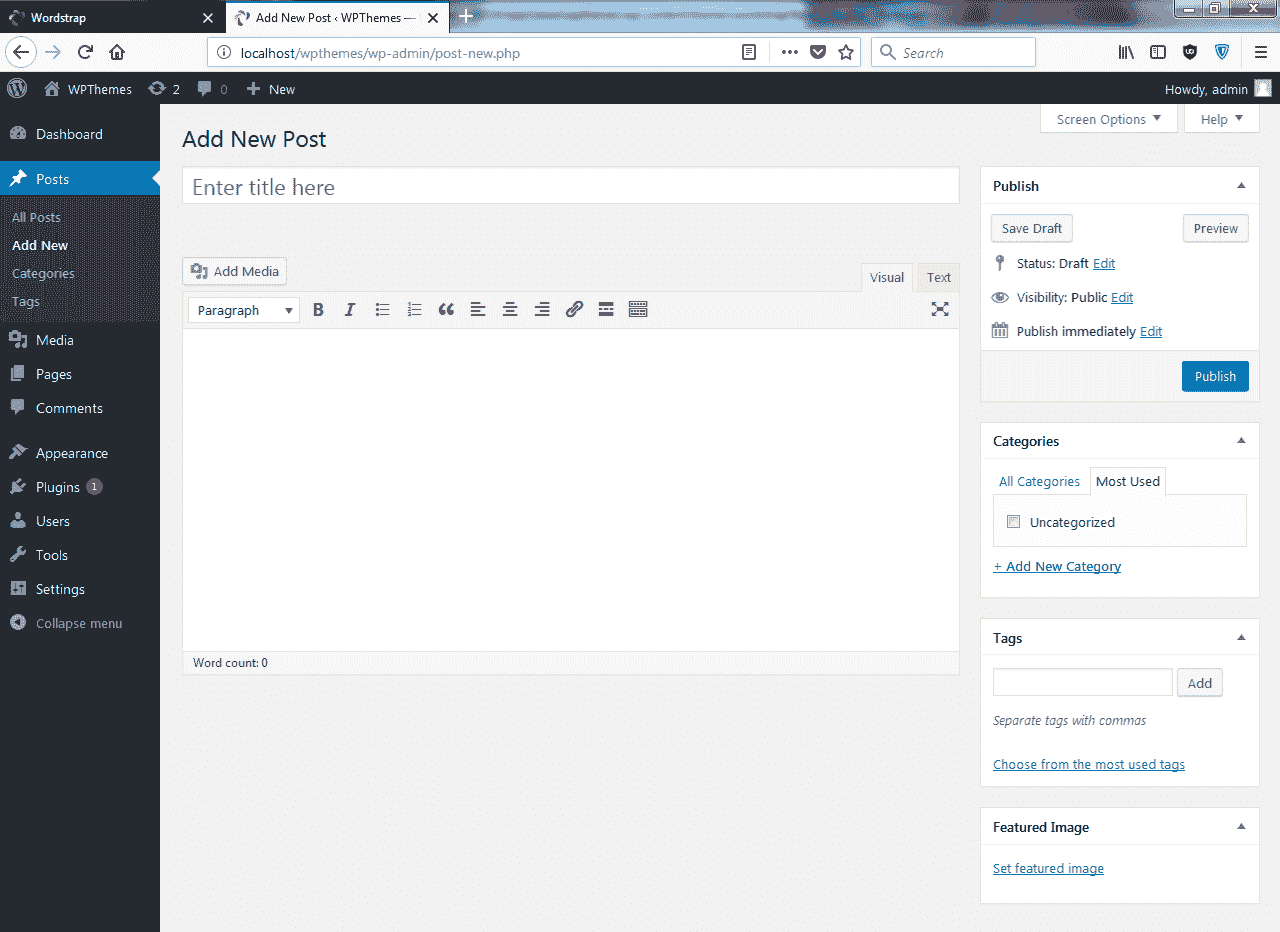 Wordstrap
Add New Post ‹ WPThemes —
localhost/wpthemes/wp-admin/post-new.php
Search
WPThemes 2 0 New
Howdy, admin
Screen Options
Help
Dashboard
Posts
All Posts
Add New
Categories
Tags
Media
Pages
Comments
Appearance
Plugins 1
Users
Tools
Settings
Collapse menu
Add New Post
Enter title here
Add Media
Visual
Text
Paragraph
B I
Word count: 0
Publish
Save Draft
Preview
Status: Draft Edit
Visibility: Public Edit
Publish immediately Edit
Publish
Categories
All Categories
Most Used
Uncategorized
+ Add New Category
Tags
Add
Separate tags with commas
Choose from the most used tags
Featured Image
Set featured image